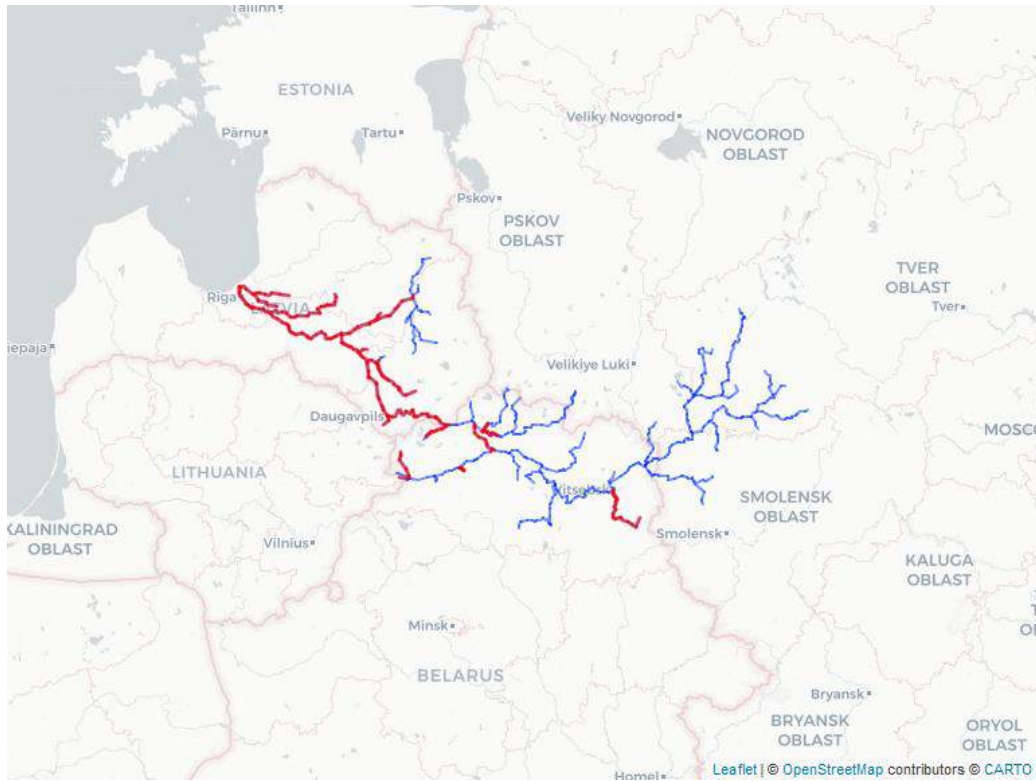 Tallinn
ESTONIA
Pärnu
Tartu
Veliky Novgorod
NOVGOROD
OBLAST
Pskov
PSKOV
OBLAST
TVER
OBLAST
Tver
Riga
LATVIA
iepaja
Velikiye Luki
Daugavpils
MOSCO
LITHUANIA
Vitsebsk
SMOLENSK
OBLAST
KALININGRAD
OBLAST
Vilnius
Smolensk
KALUGA
OBLAST
Minsk
BELARUS
Bryansk
BRYANSK
OBLAST
ORYOL
OBLAST
Homel
Leaflet | © OpenStreetMap contributors © CARTO